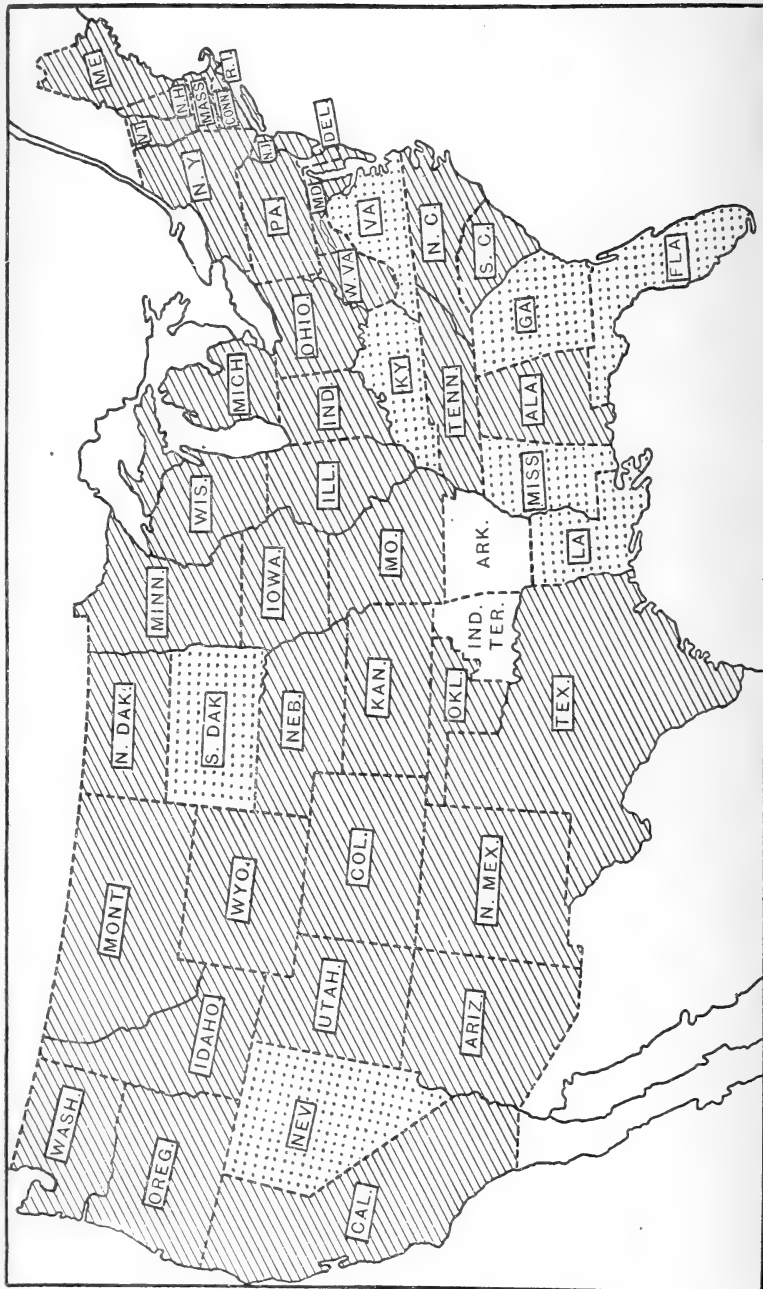 WASH.
OREG.
CAL.
NEV.
IDAHO
MONT.
WYO.
UTAH.
ARIZ.
COL.
N. MEX.
N. DAK.
S. DAK
NEB.
KAN.
OKL.
IND.
TER.
TEX.
MINN.
IOWA.
MO.
ARK.
LA
WIS.
ILL.
MICH
IND
OHIO.
KY
TENN.
MISS
ALA.
GA
FLA
S. C.
N. C.
VA
W. VA
MD.
DEL.
PA
N.J.
N. Y.
CONN
R. I.
MASS
VT
N. H.
ME.